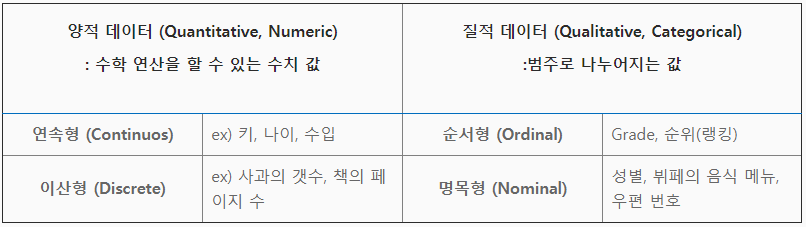 양적 데이터 (Quantitative, Numeric)
: 수학 연산을 할 수 있는 수치 값
질적 데이터 (Qualitative, Categorical)
:범주로 나누어지는 값
연속형 (Continuos)
ex) 키, 나이, 수입
순서형 (Ordinal)
Grade, 순위(랭킹)
이산형 (Discrete)
ex) 사과의 갯수, 책의 페
이지 수
명목형 (Nominal)
성별, 뷔페의 음식 메뉴,
우편 번호